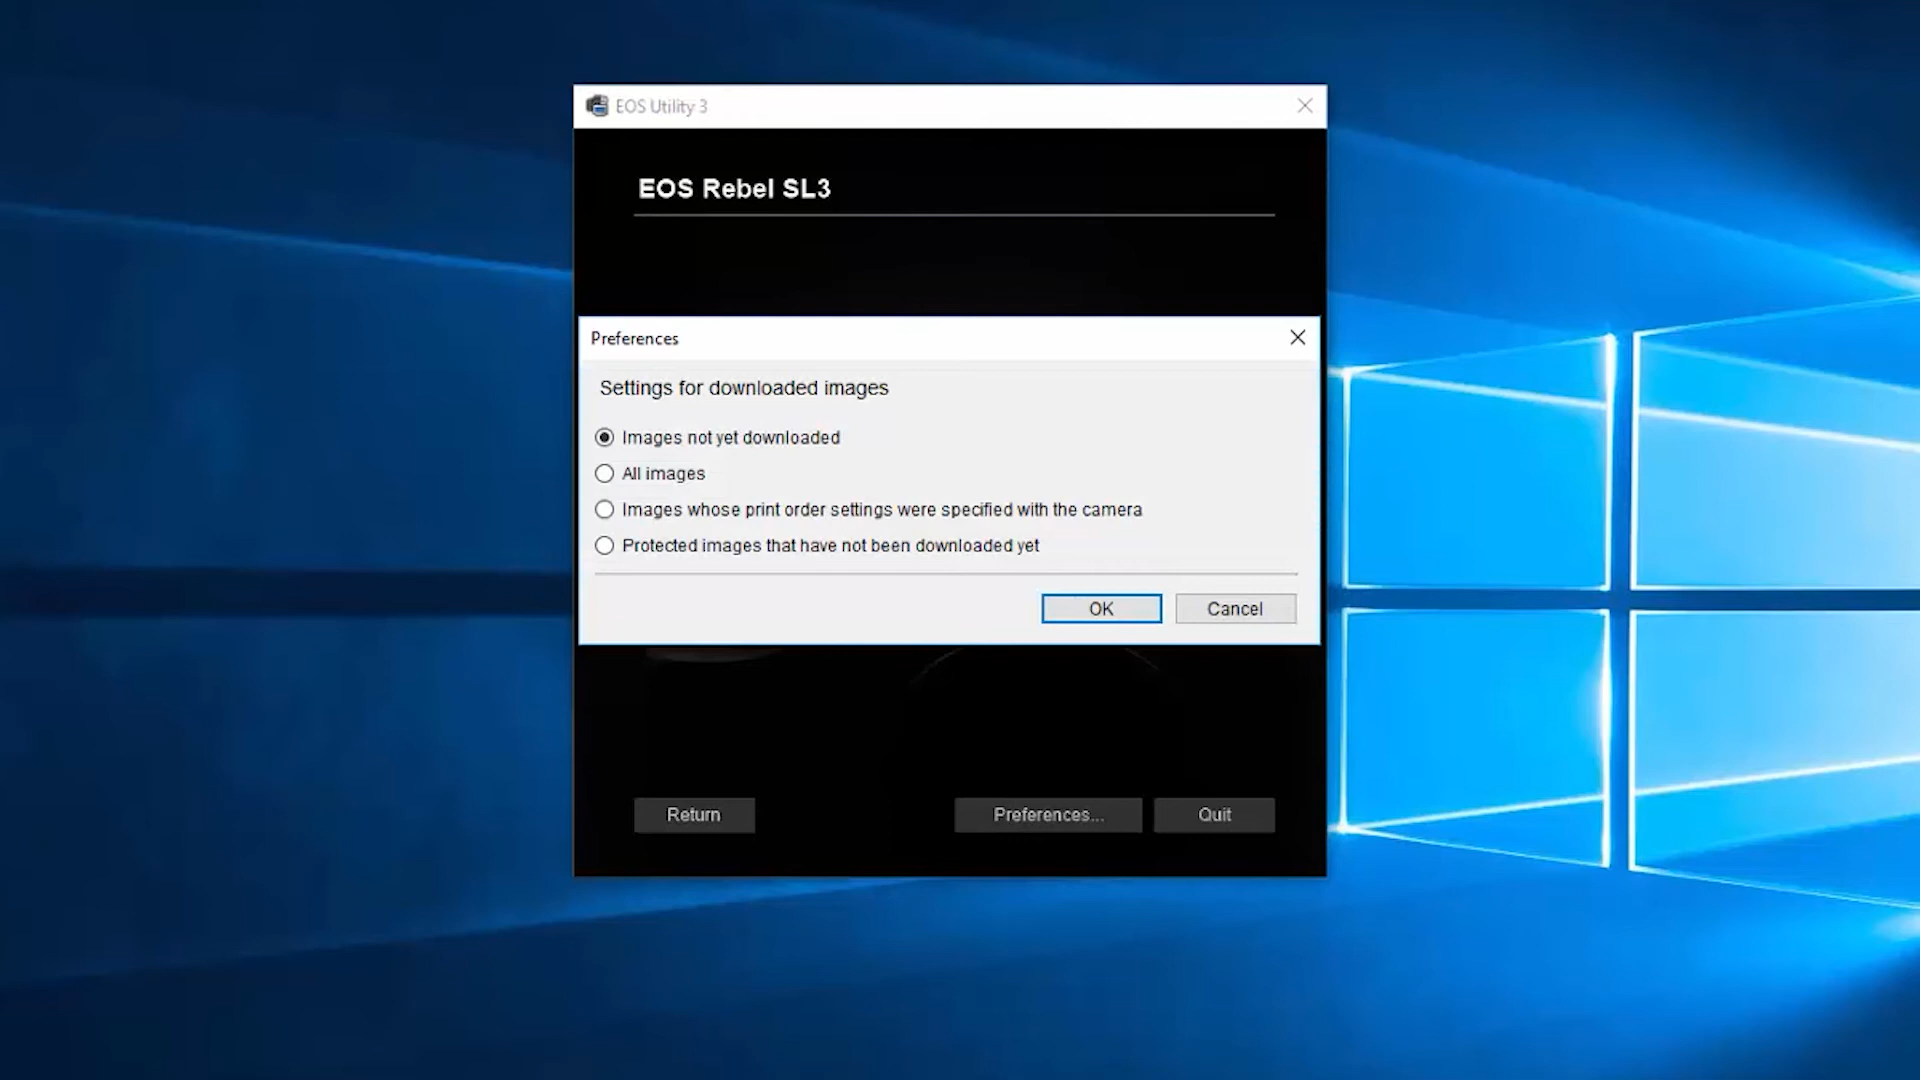 EOS Utility 3
EOS Rebel SL3
Preferences
Settings for downloaded images
Images not yet downloaded
All images
Images whose print order settings were specified with the camera
Protected images that have not been downloaded yet
OK
Cancel
Return
Preferences...
Quit